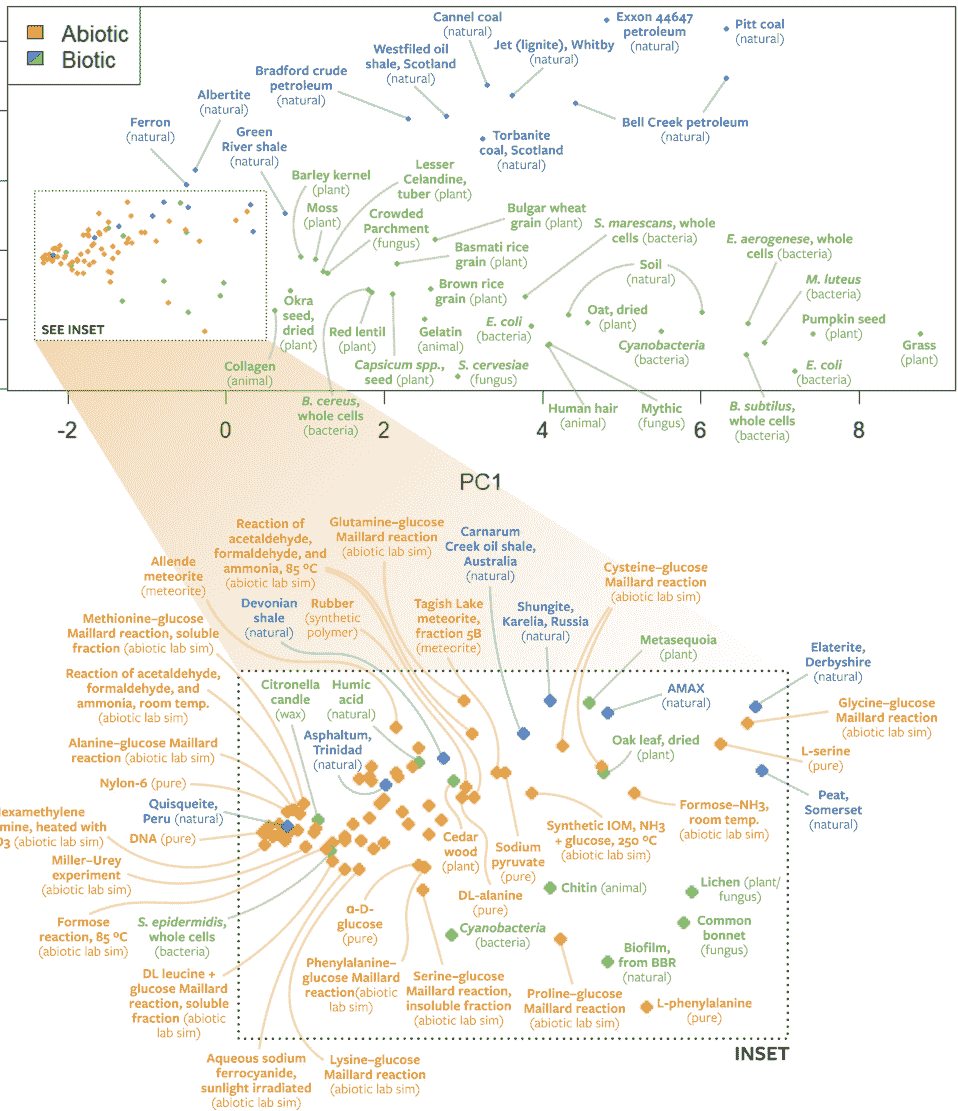 Abiotic
Biotic
Cannel coal
(natural)
Exxon 44647
petroleum
(natural)
Pitt coal
(natural)
Westfiled oil
shale, Scotland
(natural)
Jet (lignite), Whitby
(natural)
Bradford crude
petroleum
(natural)
Albertite
(natural)
Ferron
(natural)
Green
River shale
(natural)
Torbanite
coal, Scotland
(natural)
Bell Creek petroleum
(natural)
Barley kernel
(plant)
Lesser
Celandine,
tuber (plant)
Moss
(plant)
Crowded
Parchment
(fungus)
Bulgar wheat
grain (plant)
S. marescans, whole
cells (bacteria)
Basmati rice
grain (plant)
E. aerogenese, whole
cells (bacteria)
Soil
(natural)
M. luteus
(bacteria)
Brown rice
grain (plant)
Okra
seed,
dried
(plant)
Red lentil
(plant)
Gelatin
(animal)
E. coli
(bacteria)
Oat, dried
(plant)
Cyanobacteria
(bacteria)
Pumpkin seed
(plant)
Grass
(plant)
SEE INSET
Collagen
(animal)
Capsicum spp.,
seed (plant)
S. cervesiae
(fungus)
E. coli
(bacteria)
B. cereus,
whole cells
(bacteria)
Human hair
(animal)
Mythic
(fungus)
B. subtilus,
whole cells
(bacteria)
-2 0 2 4 6 8
PC1
Reaction of
acetaldehyde,
formaldehyde, and
ammonia, 85 ºC
(abiotic lab sim)
Glutamine–glucose
Maillard reaction
(abiotic lab sim)
Carnarum
Creek oil shale,
Australia
(natural)
Allende
meteorite
(meteorite)
Cysteine–glucose
Maillard reaction
(abiotic lab sim)
Devonian
shale
(natural)
Rubber
(synthetic
polymer)
Tagish Lake
meteorite,
fraction 5B
(meteorite)
Shungite,
Karelia, Russia
(natural)
Methionine–glucose
Maillard reaction, soluble
fraction (abiotic lab sim)
Metasequoia
(plant)
Elaterite,
Derbyshire
(natural)
Reaction of acetaldehyde,
formaldehyde, and
ammonia, room temp.
(abiotic lab sim)
Citronella
candle
(wax)
Humic
acid
(natural)
AMAX
(natural)
Glycine–glucose
Maillard reaction
(abiotic lab sim)
Alanine–glucose Maillard
reaction (abiotic lab sim)
Asphaltum,
Trinidad
(natural)
Oak leaf, dried
(plant)
L-serine
(pure)
Nylon-6 (pure)
Quisqueite,
Peru (natural)
Peat,
Somerset
(natural)
Formose–NH3,
room temp.
(abiotic lab sim)
Hexamethylene
mine, heated with
O3 (abiotic lab sim)
DNA (pure)
Synthetic IOM, NH3
+ glucose, 250 ºC
(abiotic lab sim)
Cedar
wood
(plant)
Sodium
pyruvate
(pure)
Miller–Urey
experiment
(abiotic lab sim)
DL-alanine
(pure)
Chitin (animal)
Lichen (plant/
fungus)
Formose
reaction, 85 ºC
(abiotic lab sim)
S. epidermidis,
whole cells
(bacteria)
α-D-
glucose
(pure)
Cyanobacteria
(bacteria)
Common
bonnet
(fungus)
Biofilm,
from BBR
(natural)
DL leucine +
glucose Maillard
reaction, soluble
fraction (abiotic
lab sim)
Phenylalanine–
glucose Maillard
reaction(abiotic
lab sim)
Serine–glucose
Maillard reaction,
insoluble fraction
(abiotic lab sim)
Proline–glucose
Maillard reaction
(abiotic lab sim)
L-phenylalanine
(pure)
INSET
Aqueous sodium
ferrocyanide,
sunlight irradiated
(abiotic lab sim)
Lysine–glucose
Maillard reaction
(abiotic lab sim)